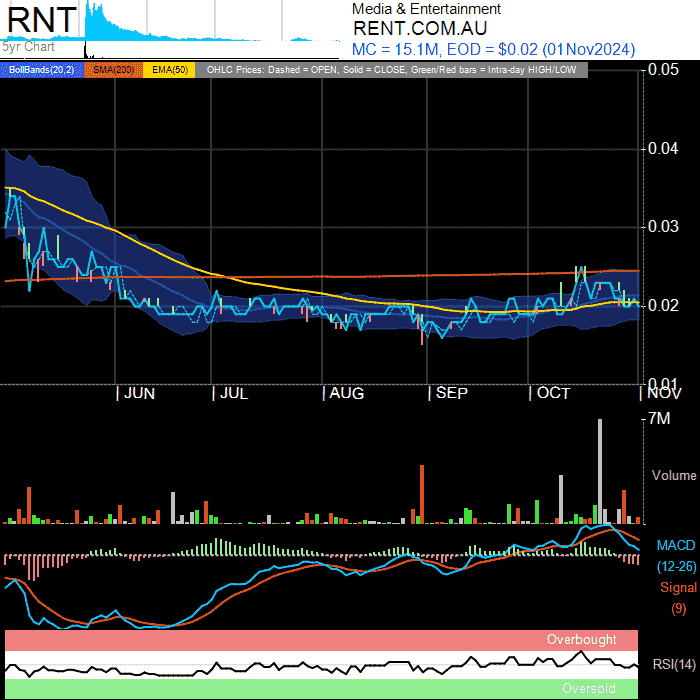 RNT
5yr Chart
Media & Entertainment
RENT.COM.AU
MC = 15.1M, EOD = $0.02 (01Nov2024)
BollBands(20,2) SMA(200) EMA(50) OHLC Prices: Dashed = OPEN, Solid = CLOSE, Green/Red bars = Intra-day HIGH/LOW
0.05
0.04
0.03
0.02
0.01
JUN JUL AUG SEP OCT NOV
7M
Volume
MACD
(12-26)
Signal
(9)
Overbought
RSI(14)
Oversold